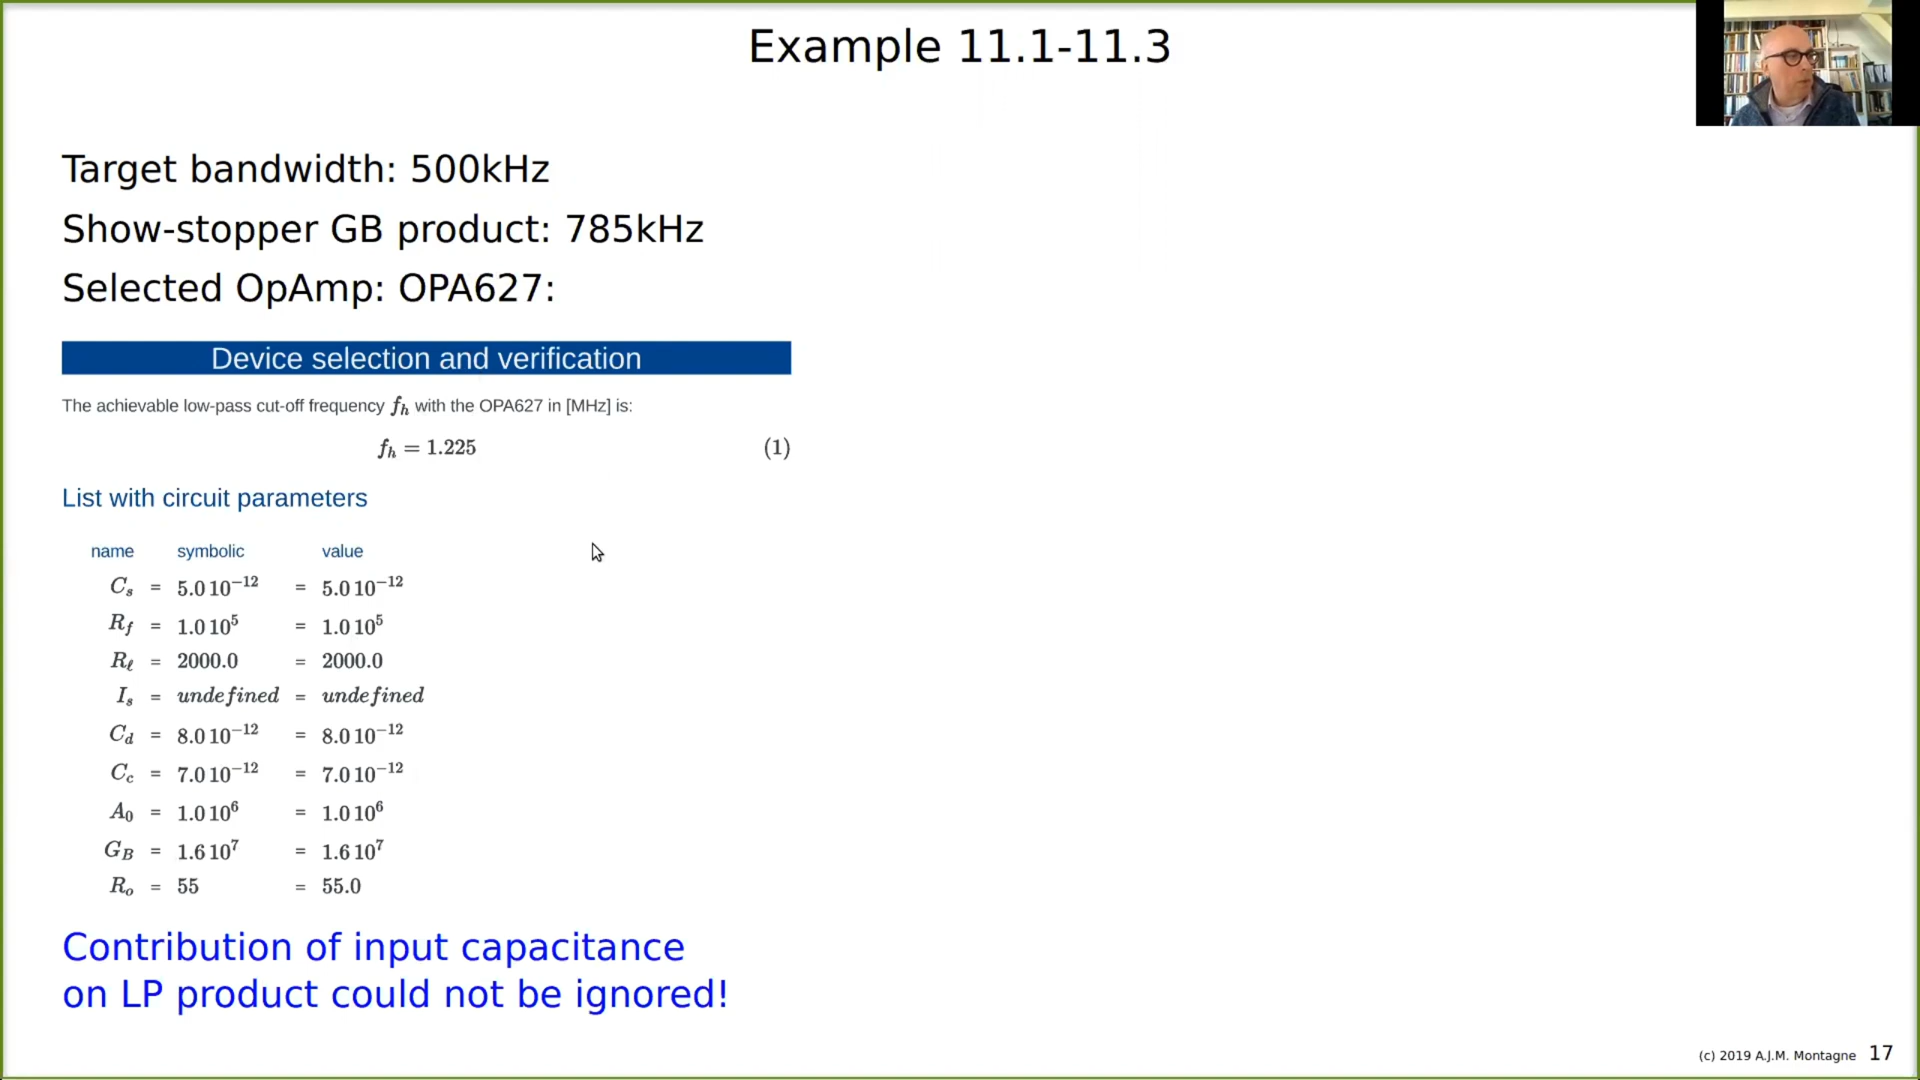 Example 11.1-11.3
Target bandwidth: 500kHz
Show-stopper GB product: 785kHz
Selected OpAmp: OPA627:
Device selection and verification
The achievable low-pass cut-off frequency f_h with the OPA627 in [MHz] is:
f_h = 1.225 (1)
List with circuit parameters
name symbolic value
C_s = 5.0 10^−12 = 5.0 10^−12
R_f = 1.0 10^5 = 1.0 10^5
R_ℓ = 2000.0 = 2000.0
I_s = undefined = undefined
C_d = 8.0 10^−12 = 8.0 10^−12
C_c = 7.0 10^−12 = 7.0 10^−12
A_0 = 1.0 10^6 = 1.0 10^6
G_B = 1.6 10^7 = 1.6 10^7
R_o = 55 = 55.0
Contribution of input capacitance
on LP product could not be ignored!
(c) 2019 A.J.M. Montagne 17